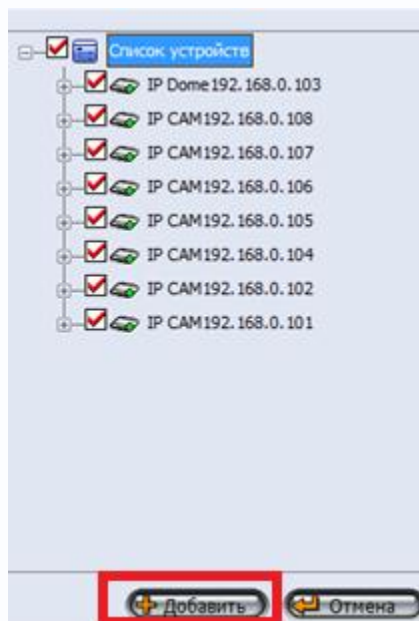 Список устройств
IP Dome192.168.0.103
IP CAM192.168.0.108
IP CAM192.168.0.107
IP CAM192.168.0.106
IP CAM192.168.0.105
IP CAM192.168.0.104
IP CAM192.168.0.102
IP CAM192.168.0.101
Добавить Отмена